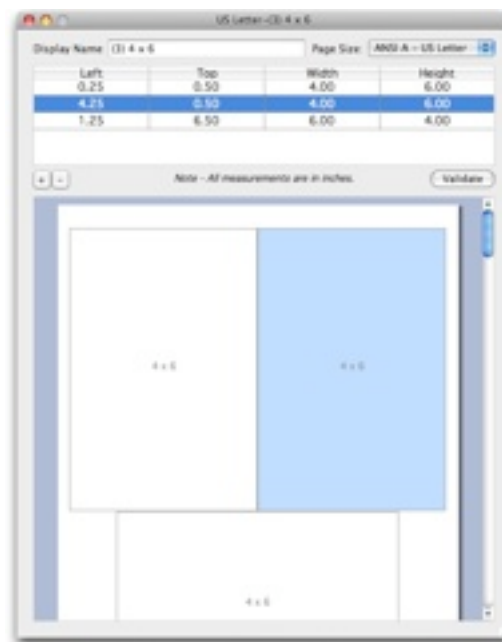 US Letter-(3) 4 x 6
Display Name: (3) 4 x 6 Page Size: ANSI A - US Letter
Left Top Width Height
0.25 0.50 4.00 6.00
4.25 0.50 4.00 6.00
1.25 6.50 6.00 4.00
+ - Note - All measurements are in inches. Validate
4 x 6 4 x 6
4 x 6